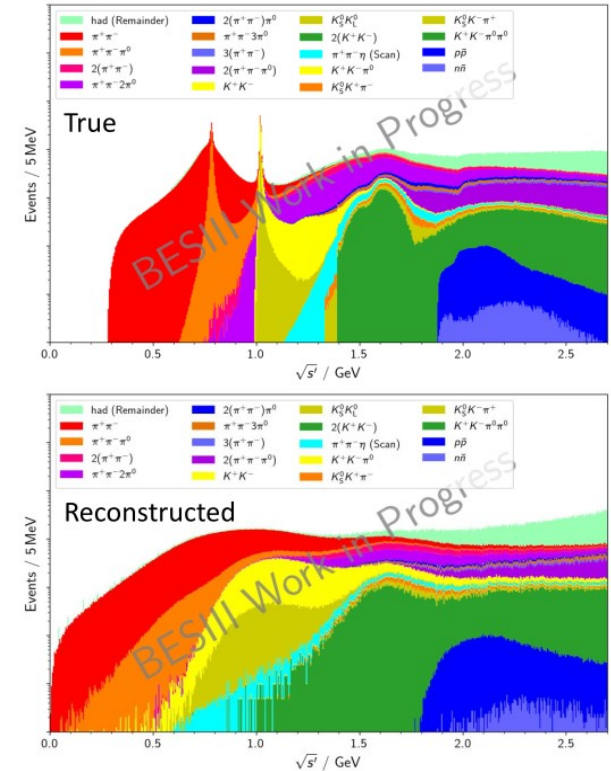 had (Remainder) 2(π⁺π⁻)π⁰ K⁰_S K⁰_L K⁰_S K⁻π⁺
π⁺π⁻ π⁺π⁻3π⁰ 2(K⁺K⁻) K⁺K⁻π⁰π⁰
π⁺π⁻π⁰ 3(π⁺π⁻) π⁺π⁻η (Scan) pp̄
2(π⁺π⁻) 2(π⁺π⁻π⁰) K⁺K⁻π⁰ nn̄
π⁺π⁻2π⁰ K⁺K⁻ K⁰_S K⁺π⁻
True
BESIII Work in Progress
Events / 5 MeV
0.0 0.5 1.0 1.5 2.0 2.5
√s′ / GeV
had (Remainder) 2(π⁺π⁻)π⁰ K⁰_S K⁰_L K⁰_S K⁻π⁺
π⁺π⁻ π⁺π⁻3π⁰ 2(K⁺K⁻) K⁺K⁻π⁰π⁰
π⁺π⁻π⁰ 3(π⁺π⁻) π⁺π⁻η (Scan) pp̄
2(π⁺π⁻) 2(π⁺π⁻π⁰) K⁺K⁻π⁰ nn̄
π⁺π⁻2π⁰ K⁺K⁻ K⁰_S K⁺π⁻
Reconstructed
BESIII Work in Progress
Events / 5 MeV
0.0 0.5 1.0 1.5 2.0 2.5
√s′ / GeV